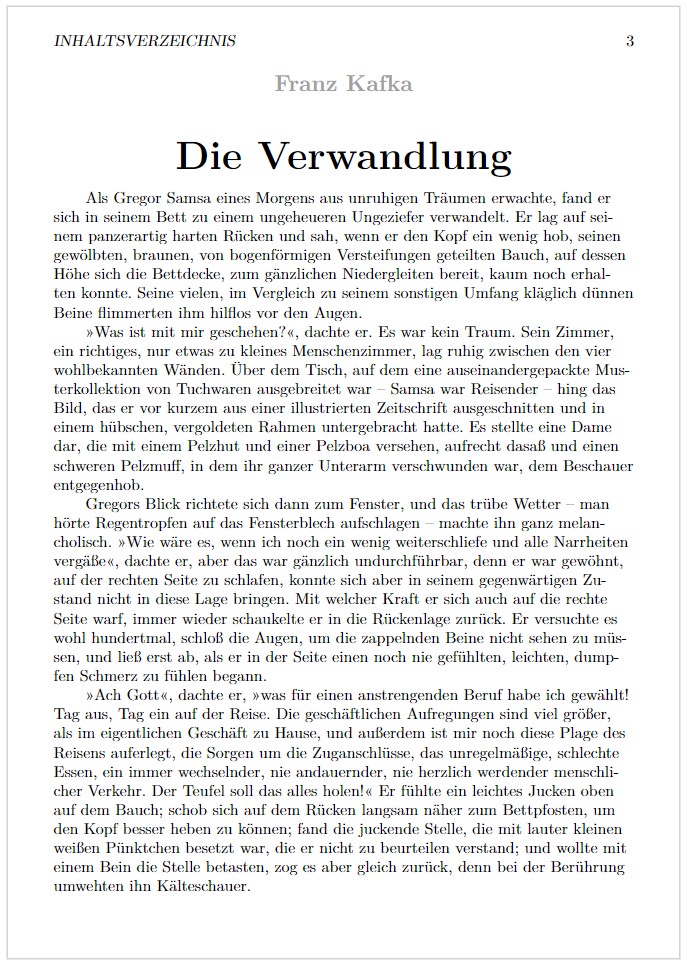 INHALTSVERZEICHNIS 3
Franz Kafka
Die Verwandlung
Als Gregor Samsa eines Morgens aus unruhigen Träumen erwachte, fand er
sich in seinem Bett zu einem ungeheueren Ungeziefer verwandelt. Er lag auf sei-
nem panzerartig harten Rücken und sah, wenn er den Kopf ein wenig hob, seinen
gewölbten, braunen, von bogenförmigen Versteifungen geteilten Bauch, auf dessen
Höhe sich die Bettdecke, zum gänzlichen Niedergleiten bereit, kaum noch erhal-
ten konnte. Seine vielen, im Vergleich zu seinem sonstigen Umfang kläglich dünnen
Beine flimmerten ihm hilflos vor den Augen.
»Was ist mit mir geschehen?«, dachte er. Es war kein Traum. Sein Zimmer,
ein richtiges, nur etwas zu kleines Menschenzimmer, lag ruhig zwischen den vier
wohlbekannten Wänden. Über dem Tisch, auf dem eine auseinandergepackte Mus-
terkollektion von Tuchwaren ausgebreitet war – Samsa war Reisender – hing das
Bild, das er vor kurzem aus einer illustrierten Zeitschrift ausgeschnitten und in
einem hübschen, vergoldeten Rahmen untergebracht hatte. Es stellte eine Dame
dar, die mit einem Pelzhut und einer Pelzboa versehen, aufrecht dasaß und einen
schweren Pelzmuff, in dem ihr ganzer Unterarm verschwunden war, dem Beschauer
entgegenhob.
Gregors Blick richtete sich dann zum Fenster, und das trübe Wetter – man
hörte Regentropfen auf das Fensterblech aufschlagen – machte ihn ganz melan-
cholisch. »Wie wäre es, wenn ich noch ein wenig weiterschliefe und alle Narrheiten
vergäße«, dachte er, aber das war gänzlich undurchführbar, denn er war gewöhnt,
auf der rechten Seite zu schlafen, konnte sich aber in seinem gegenwärtigen Zu-
stand nicht in diese Lage bringen. Mit welcher Kraft er sich auch auf die rechte
Seite warf, immer wieder schaukelte er in die Rückenlage zurück. Er versuchte es
wohl hundertmal, schloß die Augen, um die zappelnden Beine nicht sehen zu müs-
sen, und ließ erst ab, als er in der Seite einen noch nie gefühlten, leichten, dump-
fen Schmerz zu fühlen begann.
»Ach Gott«, dachte er, »was für einen anstrengenden Beruf habe ich gewählt!
Tag aus, Tag ein auf der Reise. Die geschäftlichen Aufregungen sind viel größer,
als im eigentlichen Geschäft zu Hause, und außerdem ist mir noch diese Plage des
Reisens auferlegt, die Sorgen um die Zuganschlüsse, das unregelmäßige, schlechte
Essen, ein immer wechselnder, nie andauernder, nie herzlich werdender menschli-
cher Verkehr. Der Teufel soll das alles holen!« Er fühlte ein leichtes Jucken oben
auf dem Bauch; schob sich auf dem Rücken langsam näher zum Bettpfosten, um
den Kopf besser heben zu können; fand die juckende Stelle, die mit lauter kleinen
weißen Pünktchen besetzt war, die er nicht zu beurteilen verstand; und wollte mit
einem Bein die Stelle betasten, zog es aber gleich zurück, denn bei der Berührung
umwehten ihn Kälteschauer.